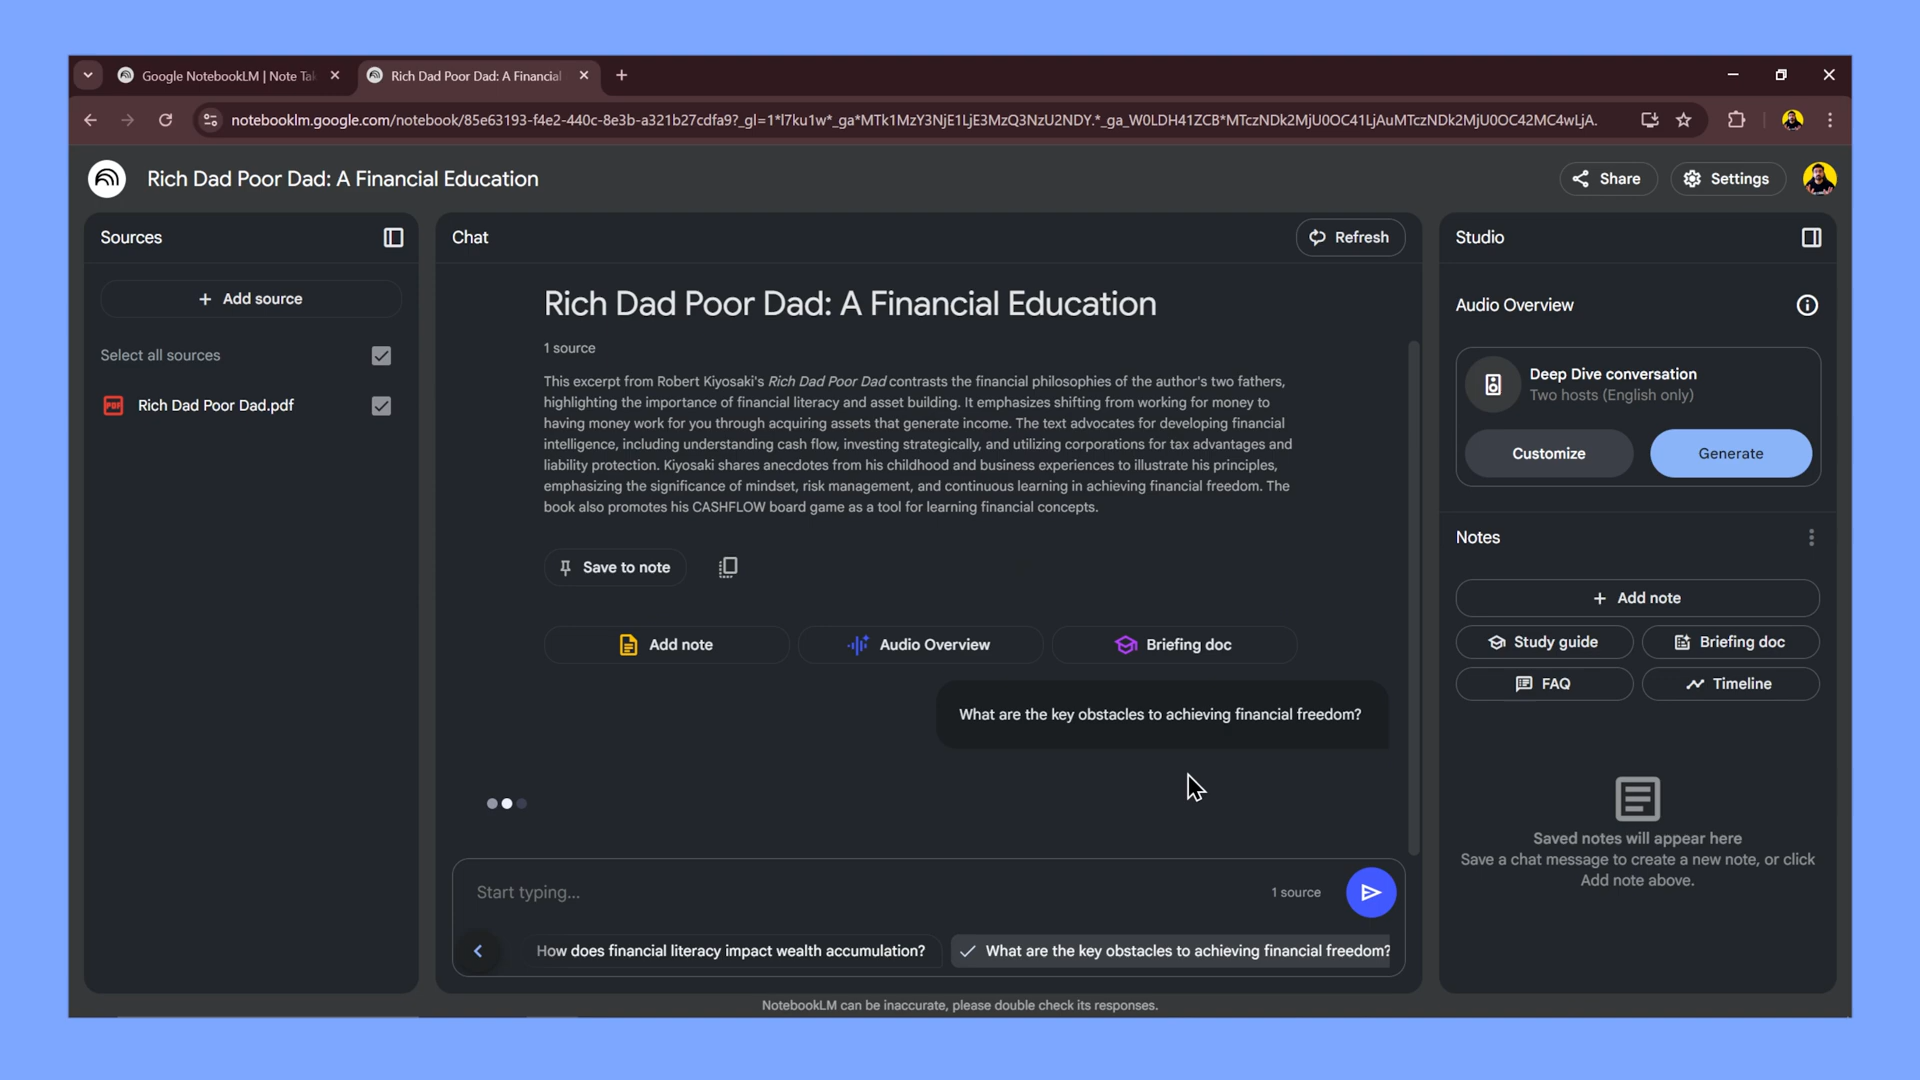 Google NotebookLM | Note Tak
Rich Dad Poor Dad: A Financial
notebooklm.google.com/notebook/85e63193-f4e2-440c-8e3b-a321b27cdfa9?_gl=1*l7ku1w*_ga*MTk1MzY3NjE1LjE3MzQ3NzU2NDY.*_ga_W0LDH41ZCB*MTczNDk2MjU0OC41LjAuMTczNDk2MjU0OC42MC4wLjA.
Rich Dad Poor Dad: A Financial Education
Share
Settings
Sources
Add source
Select all sources
PDF
Rich Dad Poor Dad.pdf
Chat
Refresh
Rich Dad Poor Dad: A Financial Education
1 source
This excerpt from Robert Kiyosaki's Rich Dad Poor Dad contrasts the financial philosophies of the author's two fathers,
highlighting the importance of financial literacy and asset building. It emphasizes shifting from working for money to
having money work for you through acquiring assets that generate income. The text advocates for developing financial
intelligence, including understanding cash flow, investing strategically, and utilizing corporations for tax advantages and
liability protection. Kiyosaki shares anecdotes from his childhood and business experiences to illustrate his principles,
emphasizing the significance of mindset, risk management, and continuous learning in achieving financial freedom. The
book also promotes his CASHFLOW board game as a tool for learning financial concepts.
Save to note
Add note
Audio Overview
Briefing doc
What are the key obstacles to achieving financial freedom?
Start typing...
1 source
How does financial literacy impact wealth accumulation?
What are the key obstacles to achieving financial freedom?
NotebookLM can be inaccurate, please double check its responses.
Studio
Audio Overview
Deep Dive conversation
Two hosts (English only)
Customize
Generate
Notes
Add note
Study guide
Briefing doc
FAQ
Timeline
Saved notes will appear here
Save a chat message to create a new note, or click
Add note above.